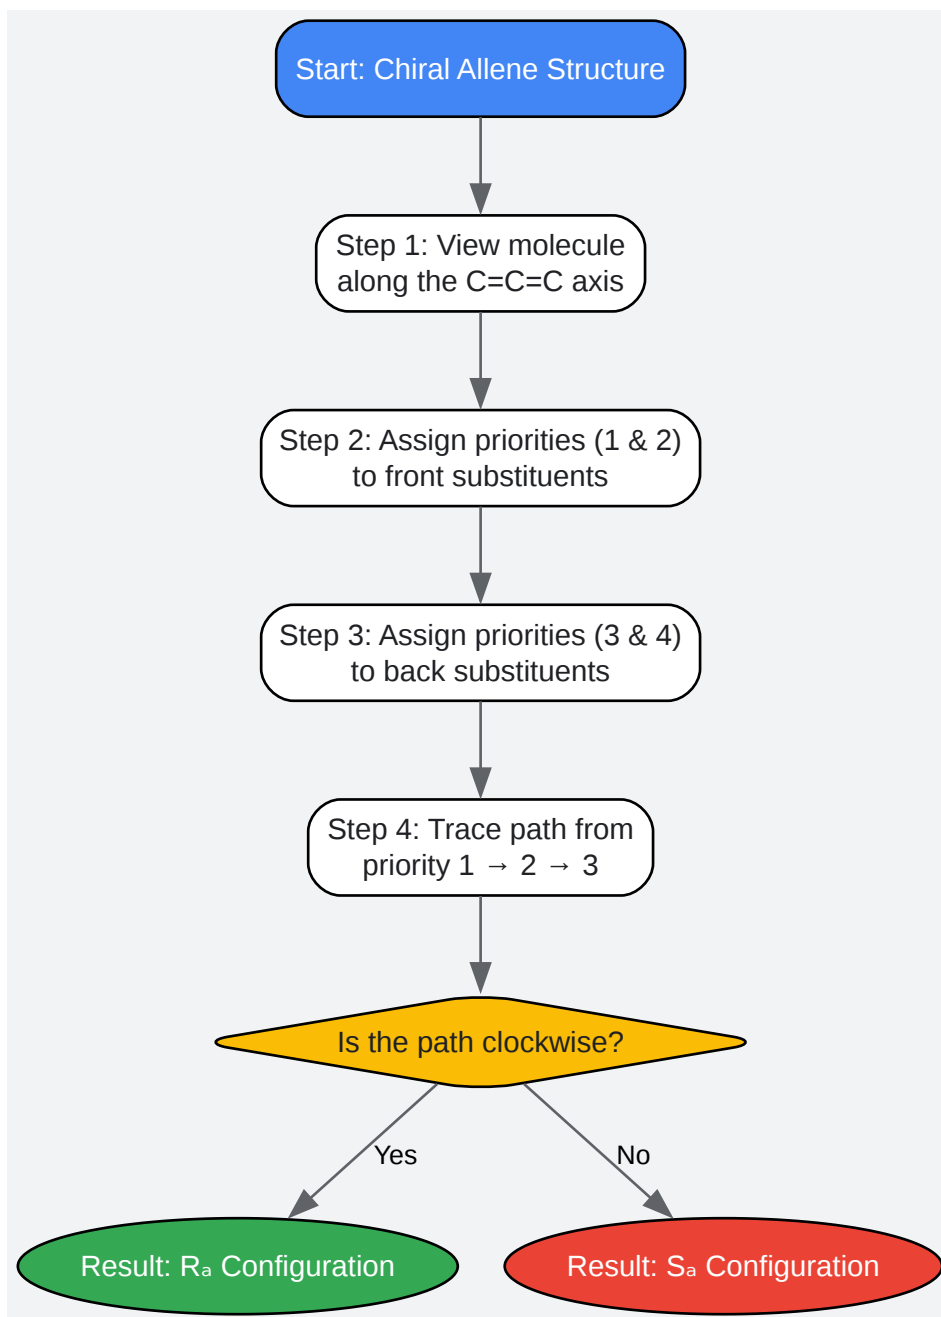 Start: Chiral Allene Structure
Step 1: View molecule
along the C=C=C axis
Step 2: Assign priorities (1 & 2)
to front substituents
Step 3: Assign priorities (3 & 4)
to back substituents
Step 4: Trace path from
priority 1 → 2 → 3
Is the path clockwise?
Yes
No
Result: Rₐ Configuration
Result: Sₐ Configuration